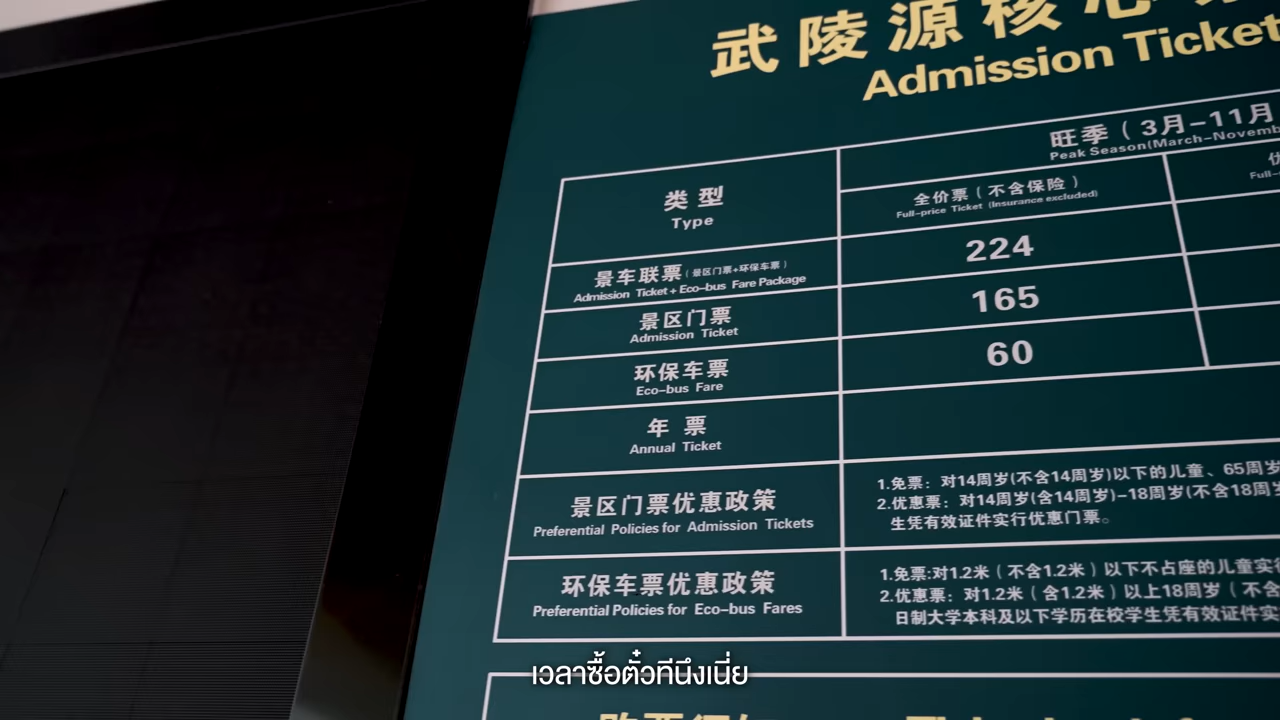 武陵源核心
Admission Ticket
旺季（3月-11月
Peak Season(March-Novemb
类型
Type
全价票（不含保险）
Full-price Ticket (Insurance excluded)
优
Full-
景车联票（景区门票+环保车票）
Admission Ticket + Eco-bus Fare Package
224
景区门票
Admission Ticket
165
环保车票
Eco-bus Fare
60
年票
Annual Ticket
景区门票优惠政策
Preferential Policies for Admission Tickets
1.免票：对14周岁(不含14周岁)以下的儿童、65周岁
2.优惠票：对14周岁(含14周岁)-18周岁(不含18周岁
生凭有效证件实行优惠门票。
环保车票优惠政策
Preferential Policies for Eco-bus Fares
1.免票:对1.2米（不含1.2米）以下不占座的儿童实行
2.优惠票：对1.2米（含1.2米）以上18周岁（不含
日制大学本科及以下学历在校学生凭有效证件实
เวลาซื้อตั๋วทีนึงเนี่ย